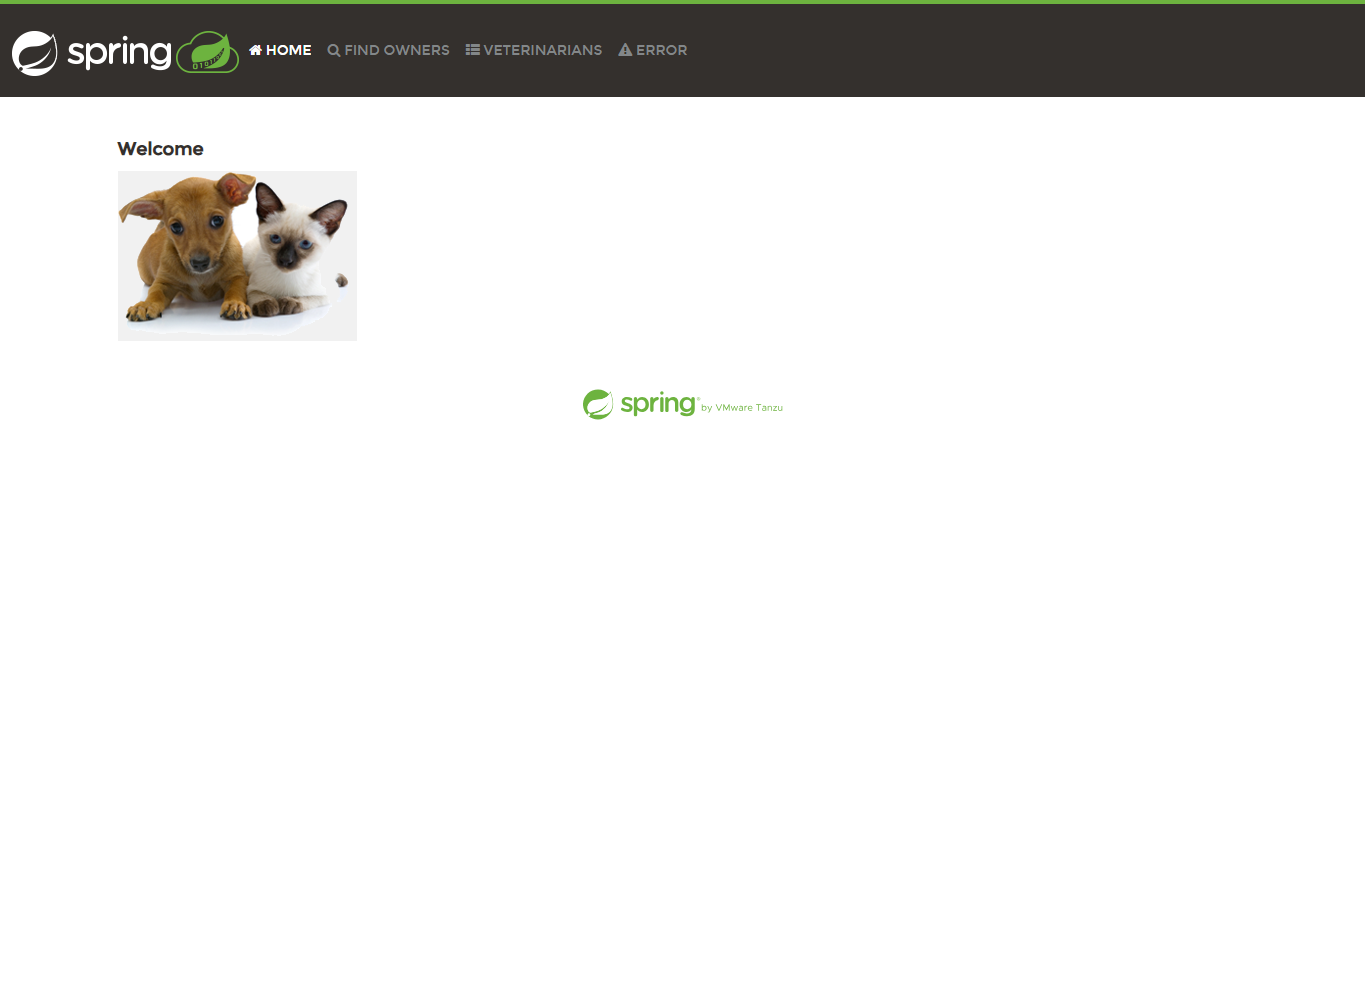 spring
HOME FIND OWNERS VETERINARIANS ERROR
Welcome
spring by VMware Tanzu